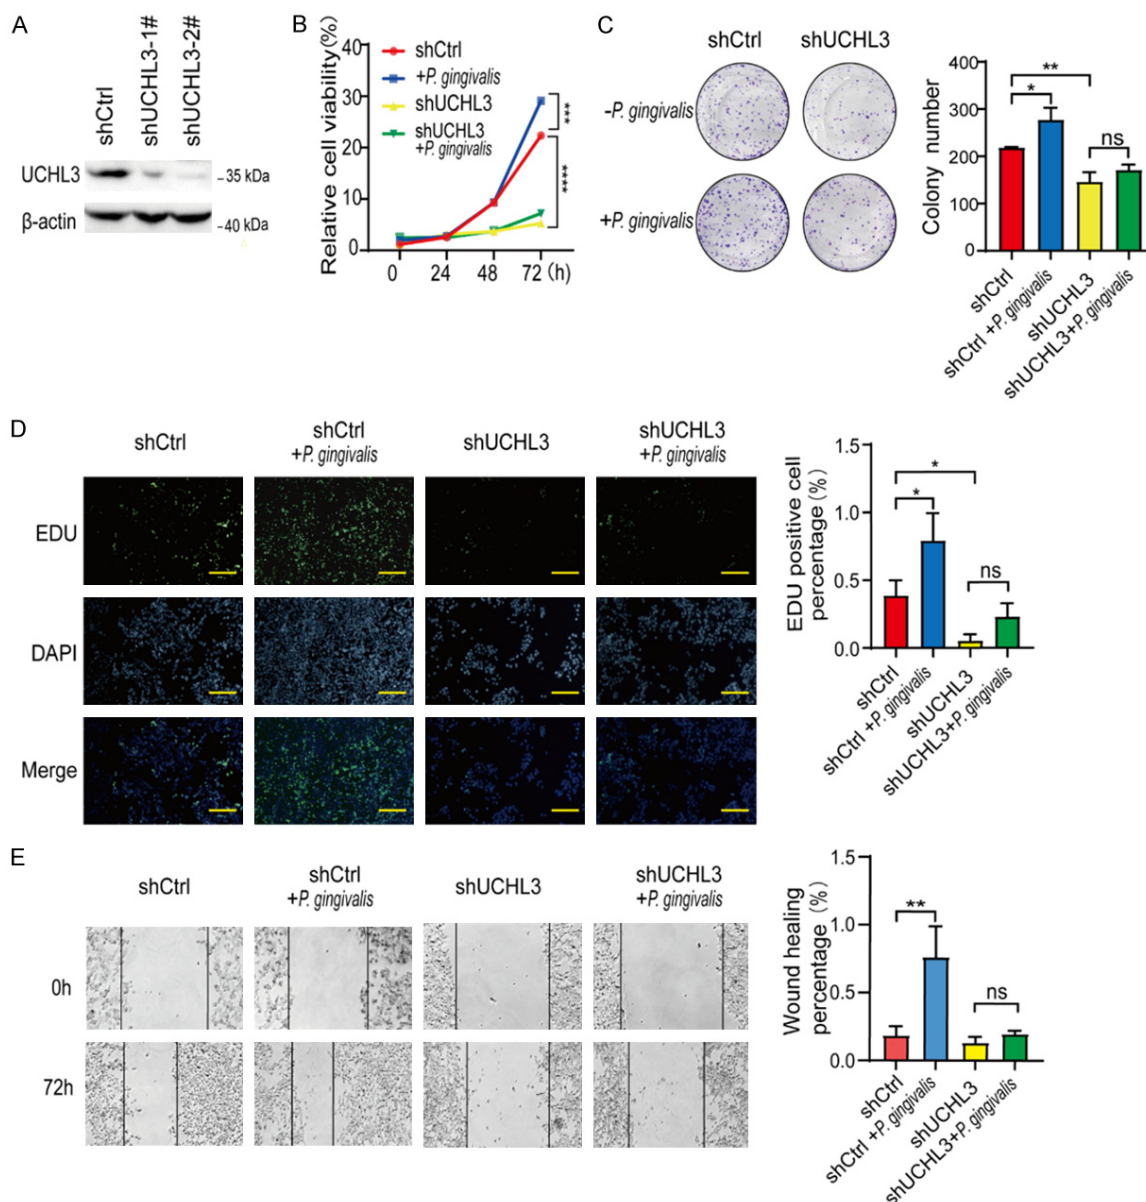 A
shCtrl
shUCHL3-1#
shUCHL3-2#
UCHL3
- 35 kDa
β-actin
- 40 kDa
B
Relative cell viability(%)
40
30
20
10
0
0 24 48 72 (h)
shCtrl
+P. gingivalis
shUCHL3
shUCHL3
+P. gingivalis
***
****
C
shCtrl shUCHL3
-P. gingivalis
+P. gingivalis
Colony number
400
300
200
100
0
**
*
ns
shCtrl
shCtrl +P. gingivalis
shUCHL3
shUCHL3+P. gingivalis
D
shCtrl
shCtrl
+P. gingivalis
shUCHL3
shUCHL3
+P. gingivalis
EDU
DAPI
Merge
EDU positive cell
percentage (%)
1.5
1.0
0.5
0.0
*
*
ns
shCtrl
shCtrl +P. gingivalis
shUCHL3
shUCHL3+P. gingivalis
E
shCtrl
shCtrl
+P. gingivalis
shUCHL3
shUCHL3
+P. gingivalis
0h
72h
Wound healing
percentage (%)
1.5
1.0
0.5
0.0
**
ns
shCtrl
shCtrl +P. gingivalis
shUCHL3
shUCHL3+P. gingivalis